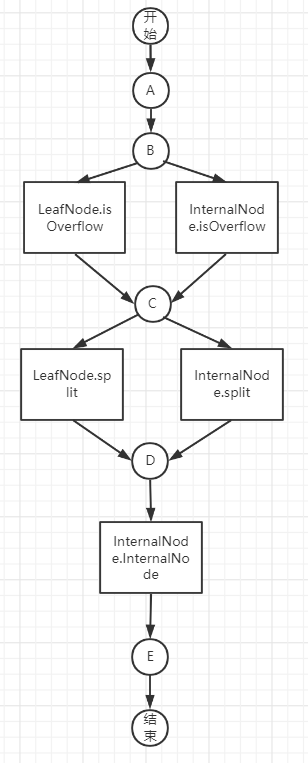 开
始
A
B
LeafNode.is
Overflow
InternalNod
e.isOverflow
C
LeafNode.sp
lit
InternalNod
e.split
D
InternalNod
e.InternalNo
de
E
结
束